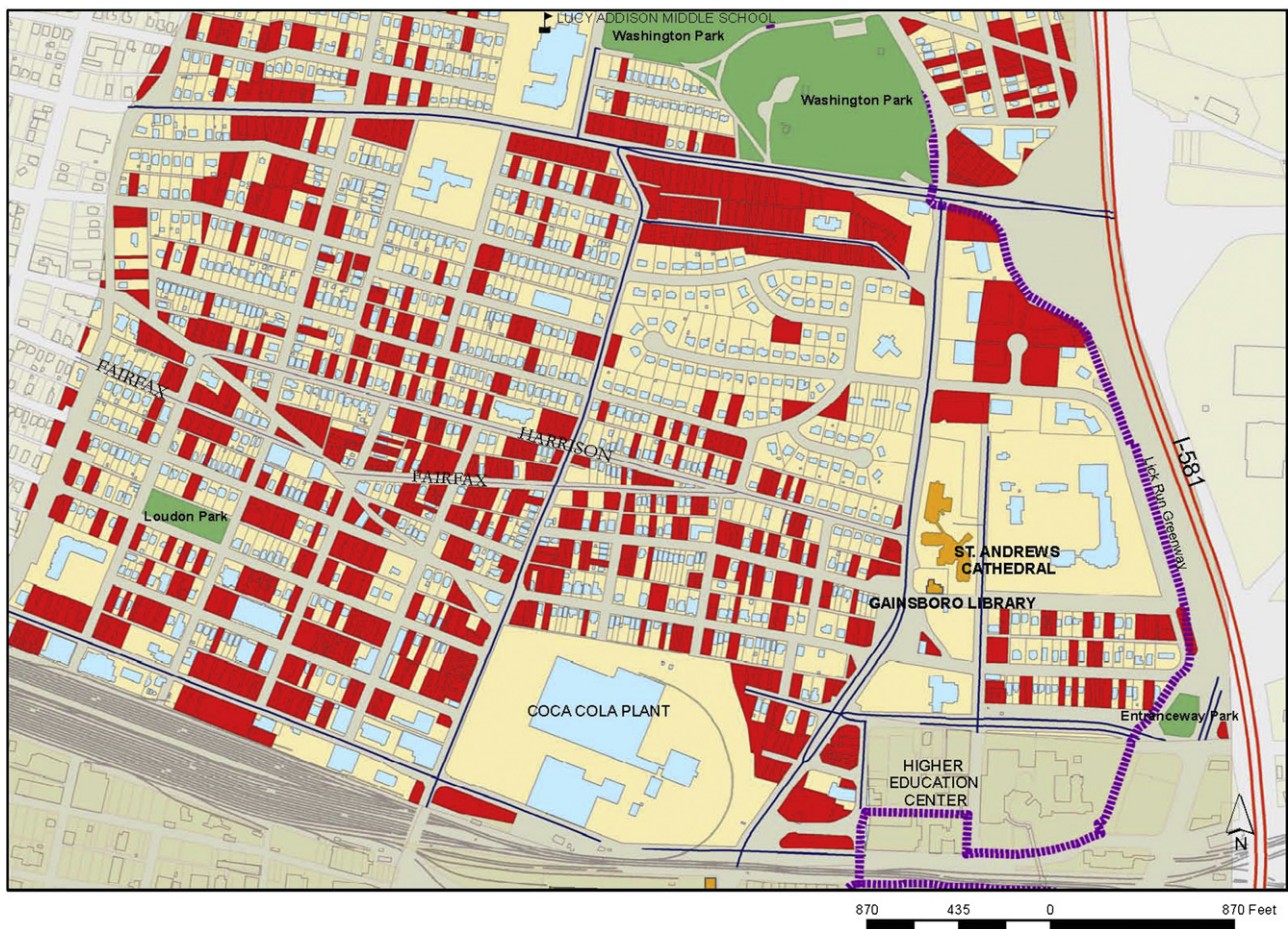 LUCY ADDISON MIDDLE SCHOOL
Washington Park
Washington Park
FAIRFAX
HARRISON
FAIRFAX
I-581
Lick Run Greenway
Loudon Park
ST. ANDREWS
CATHEDRAL
GAINSBORO LIBRARY
COCA COLA PLANT
Entranceway Park
HIGHER
EDUCATION
CENTER
N
870 435 0 870 Feet